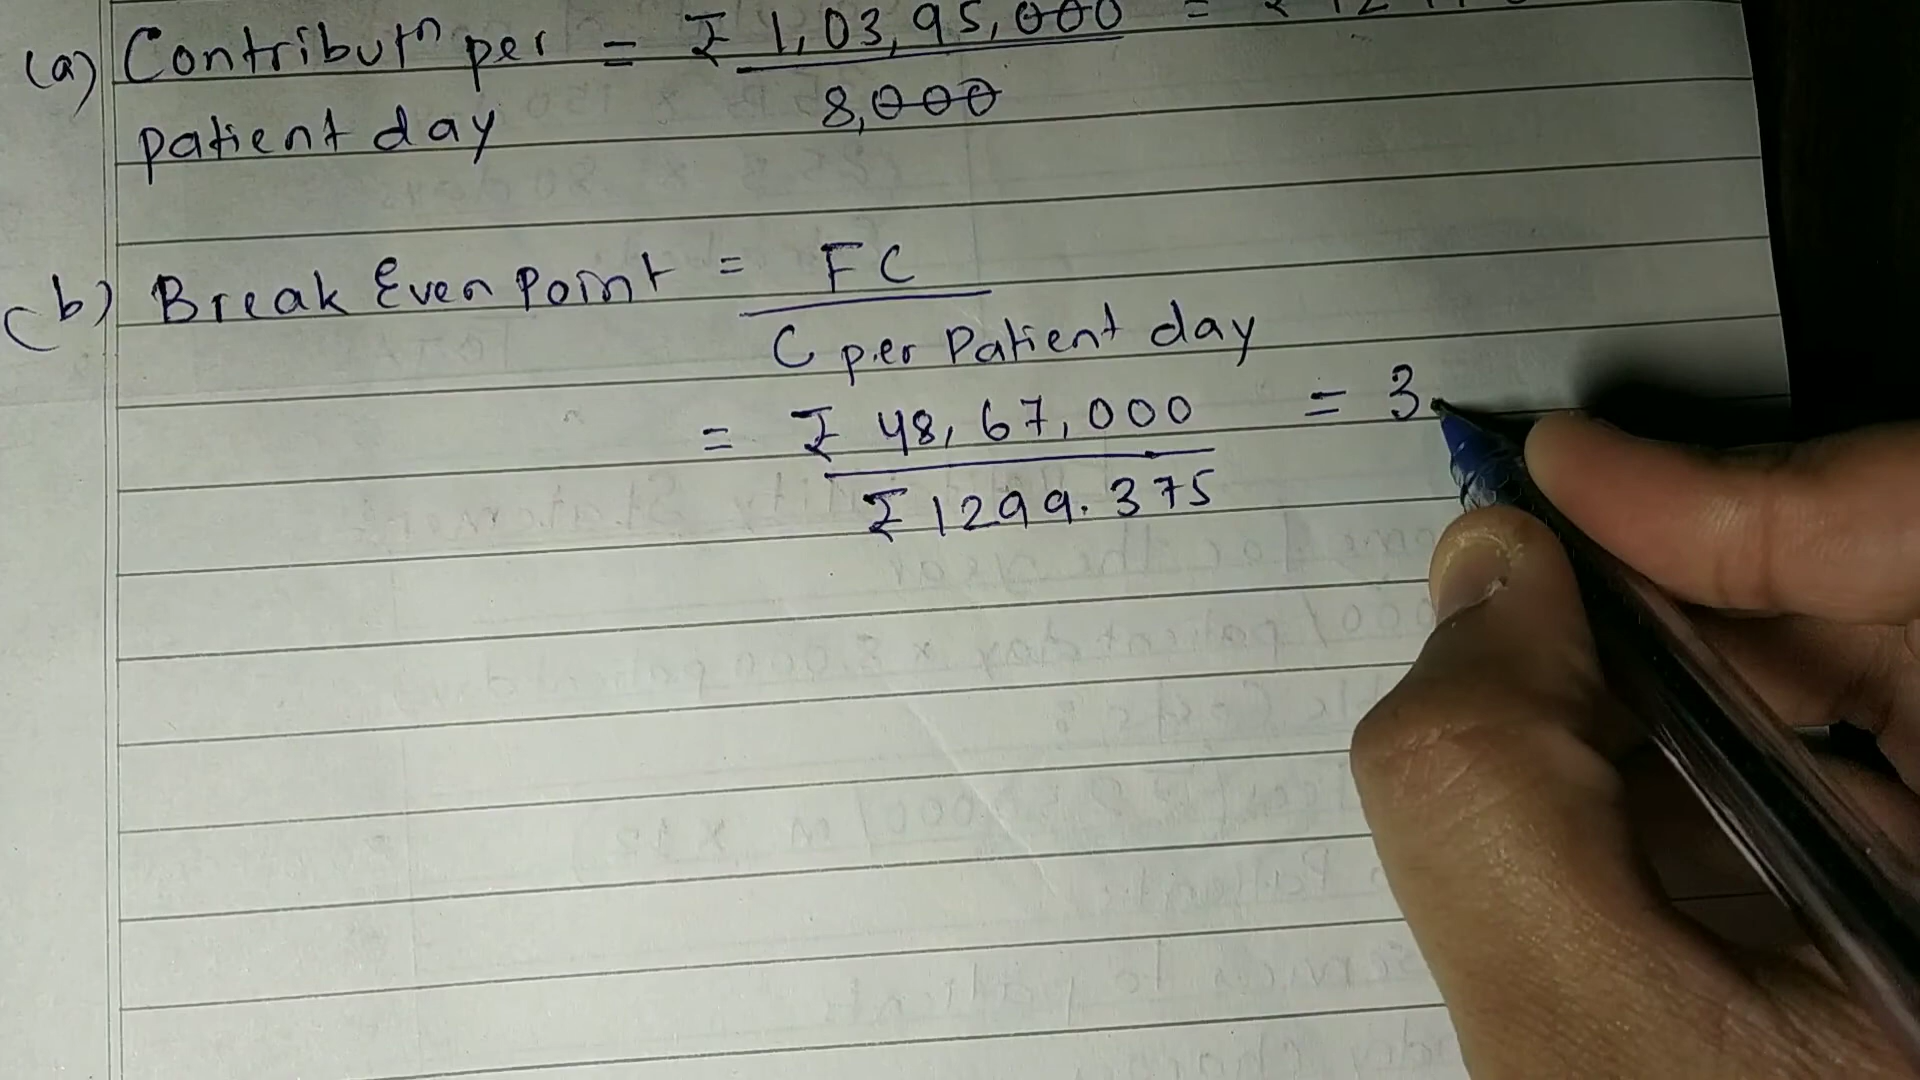 (a) Contributn per = ₹ 1,03,95,000 =
patient day 8,000
(b) Break Even Point = FC
C per Patient day
= ₹ 48,67,000 = 3
₹ 1299.375